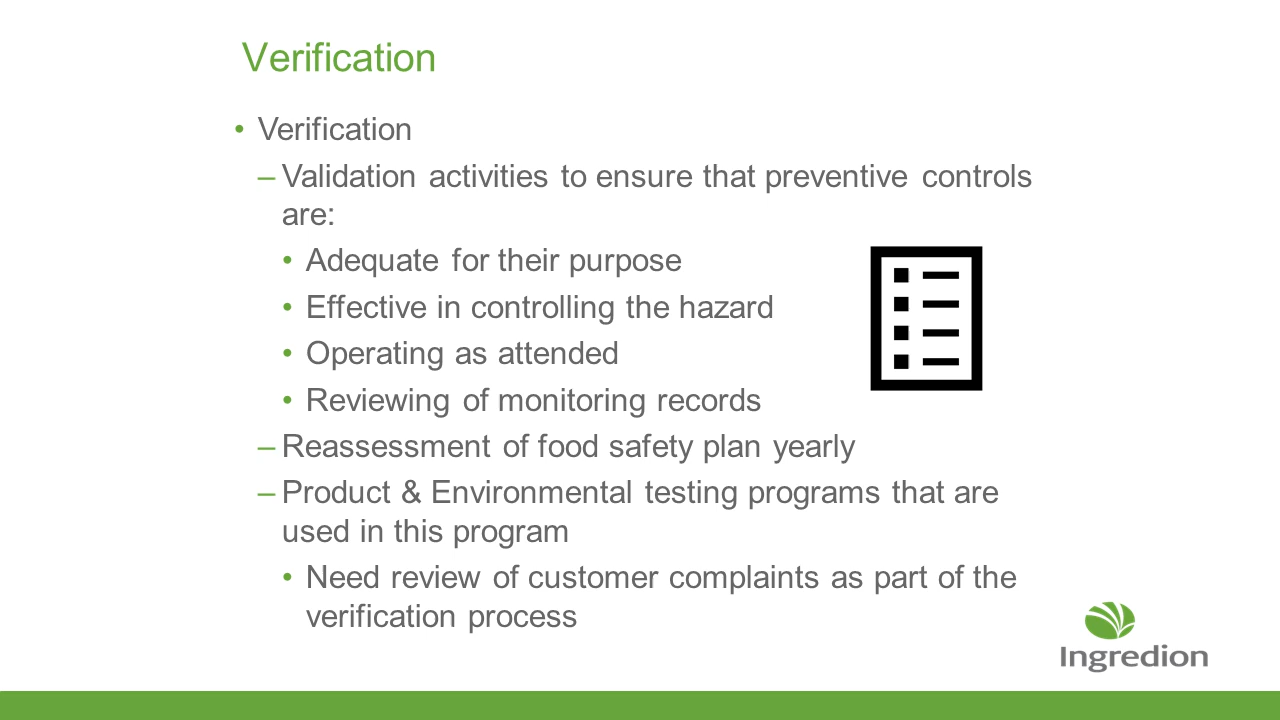 Verification
• Verification
– Validation activities to ensure that preventive controls
are:
• Adequate for their purpose
• Effective in controlling the hazard
• Operating as attended
• Reviewing of monitoring records
– Reassessment of food safety plan yearly
– Product & Environmental testing programs that are
used in this program
• Need review of customer complaints as part of the
verification process
Ingredion